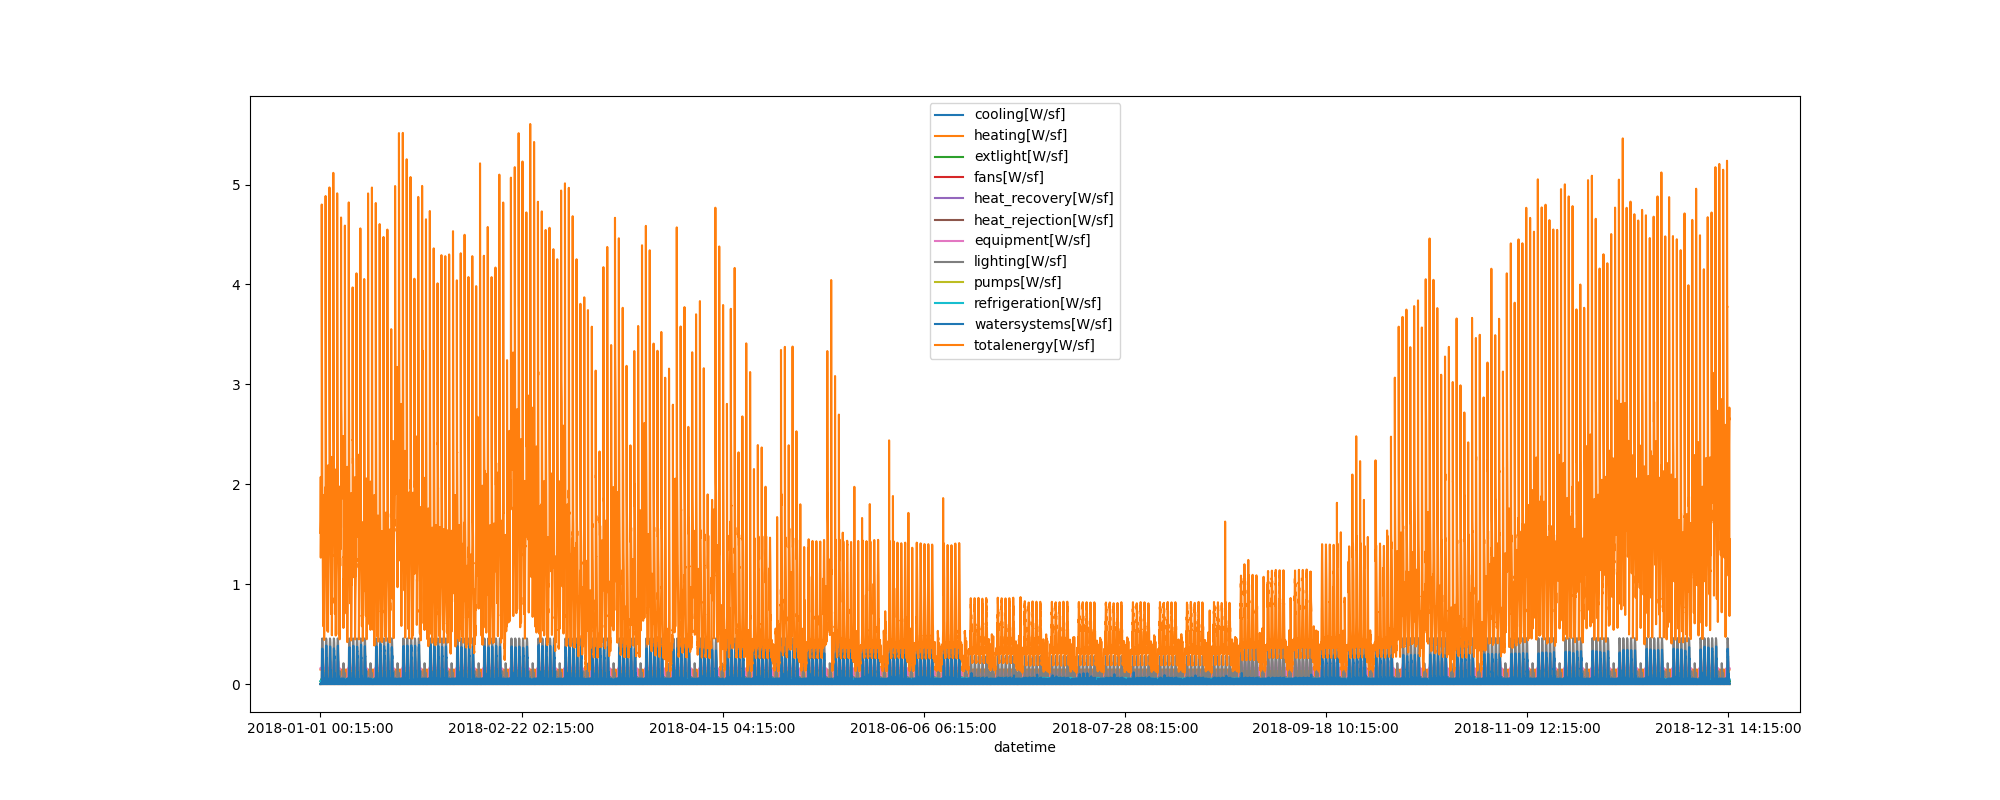 cooling[W/sf]
heating[W/sf]
extlight[W/sf]
fans[W/sf]
heat_recovery[W/sf]
heat_rejection[W/sf]
equipment[W/sf]
lighting[W/sf]
pumps[W/sf]
refrigeration[W/sf]
watersystems[W/sf]
totalenergy[W/sf]
5
4
3
2
1
0
2018-01-01 00:15:00 2018-02-22 02:15:00 2018-04-15 04:15:00 2018-06-06 06:15:00 2018-07-28 08:15:00 2018-09-18 10:15:00 2018-11-09 12:15:00 2018-12-31 14:15:00
datetime